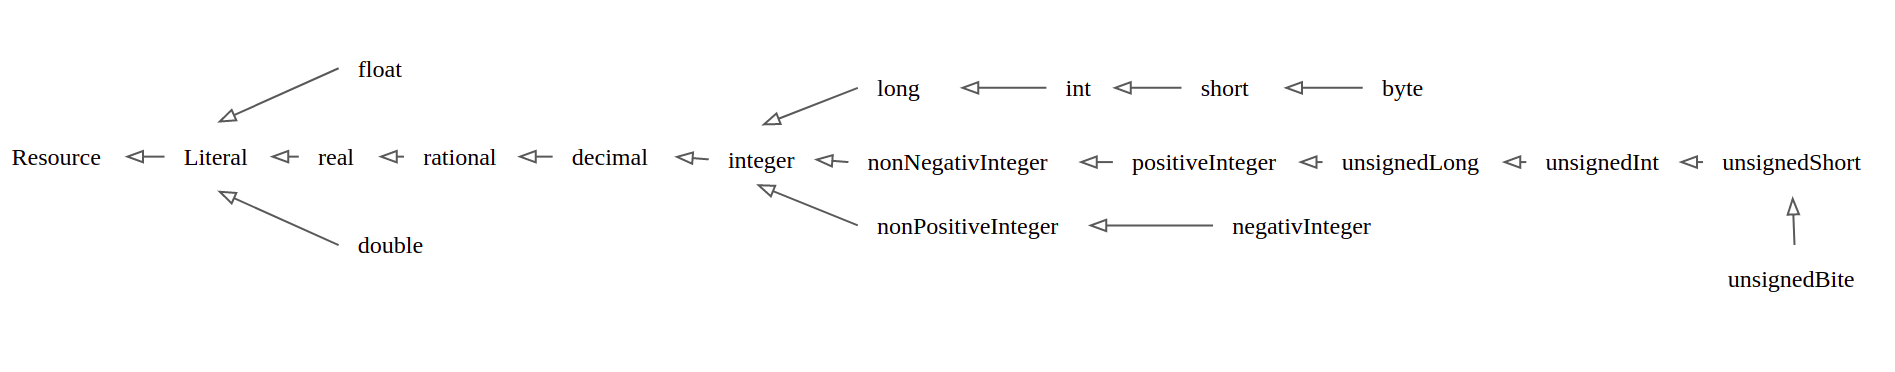 float
long
int
short
byte
Resource
Literal
real
rational
decimal
integer
nonNegativInteger
positiveInteger
unsignedLong
unsignedInt
unsignedShort
nonPositiveInteger
negativInteger
double
unsignedBite